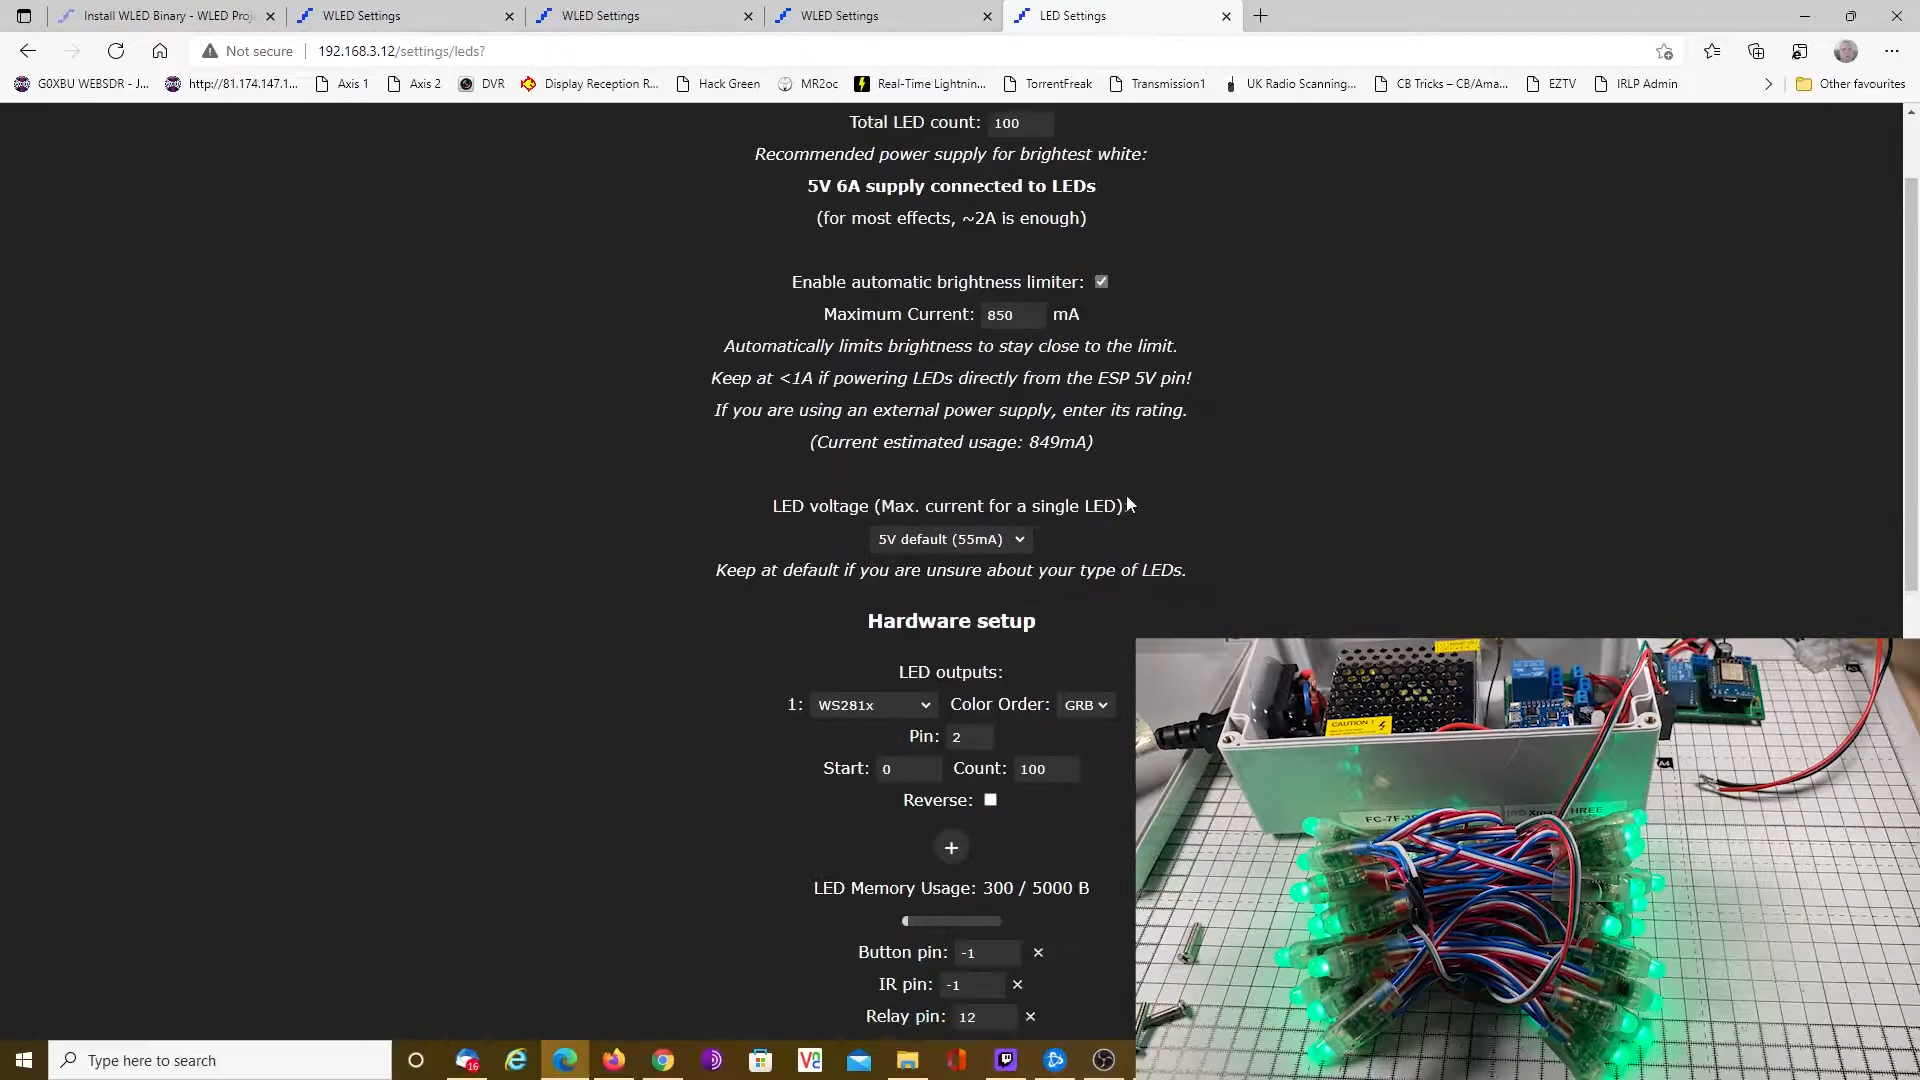 Install WLED Binary - WLED Proj
WLED Settings
WLED Settings
WLED Settings
LED Settings
Not secure
192.168.3.12/settings/leds?
G0XBU WEBSDR - J...
http://81.174.147.1...
Axis 1
Axis 2
DVR
Display Reception R...
Hack Green
MR2oc
Real-Time Lightnin...
TorrentFreak
Transmission1
UK Radio Scanning...
CB Tricks – CB/Ama...
EZTV
IRLP Admin
Other favourites
Total LED count: 100
Recommended power supply for brightest white:
5V 6A supply connected to LEDs
(for most effects, ~2A is enough)
Enable automatic brightness limiter:
Maximum Current: 850 mA
Automatically limits brightness to stay close to the limit.
Keep at <1A if powering LEDs directly from the ESP 5V pin!
If you are using an external power supply, enter its rating.
(Current estimated usage: 849mA)
LED voltage (Max. current for a single LED)
5V default (55mA)
Keep at default if you are unsure about your type of LEDs.
Hardware setup
LED outputs:
1: WS281x Color Order: GRB
Pin: 2
Start: 0 Count: 100
Reverse:
+
LED Memory Usage: 300 / 5000 B
Button pin: -1 ×
IR pin: -1 ×
Relay pin: 12 ×
CAUTION !
A4
FC-7F-3
HREE
Type here to search
16